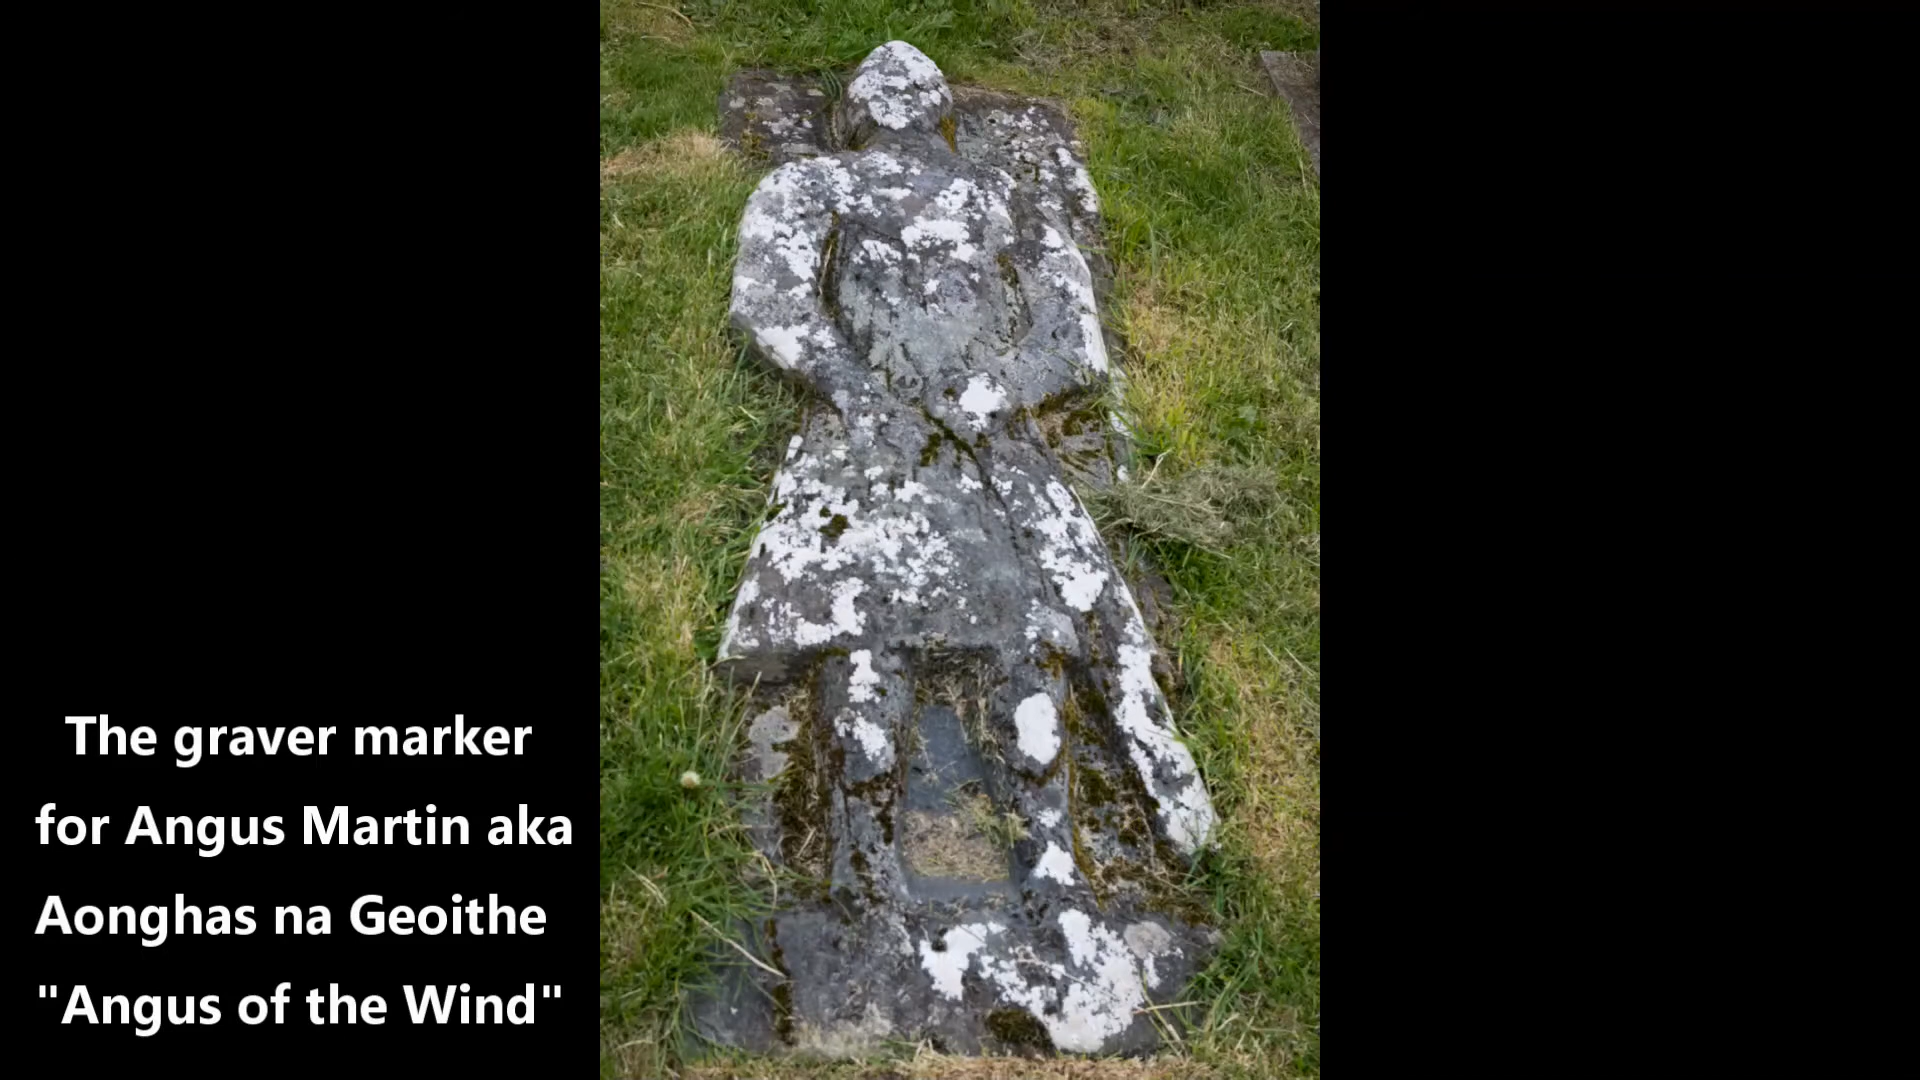 The graver marker
for Angus Martin aka
Aonghas na Geoithe
"Angus of the Wind"